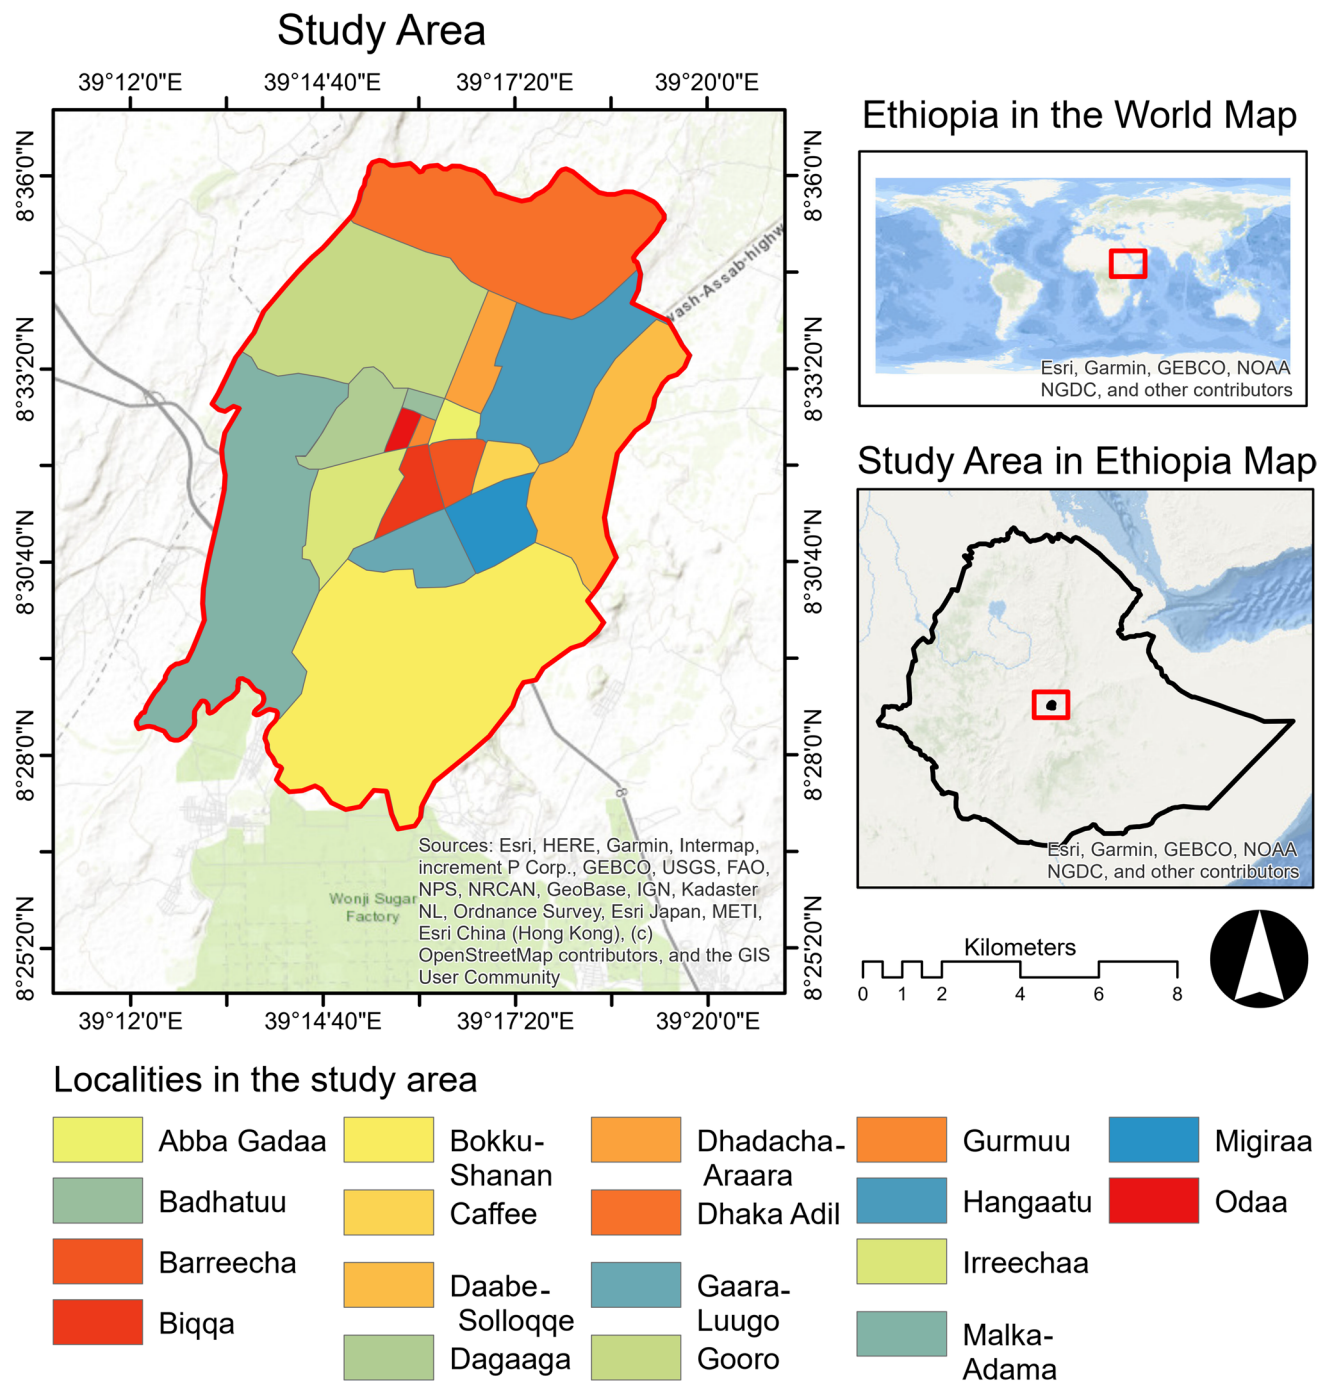 Study Area
39°12'0"E 39°14'40"E 39°17'20"E 39°20'0"E
8°36'0"N
8°33'20"N
8°30'40"N
8°28'0"N
8°25'20"N
8°36'0"N
8°33'20"N
8°30'40"N
8°28'0"N
8°25'20"N
wash-Assab-highw
8
Wonji Sugar
Factory
Sources: Esri, HERE, Garmin, Intermap,
increment P Corp., GEBCO, USGS, FAO,
NPS, NRCAN, GeoBase, IGN, Kadaster
NL, Ordnance Survey, Esri Japan, METI,
Esri China (Hong Kong), (c)
OpenStreetMap contributors, and the GIS
User Community
39°12'0"E 39°14'40"E 39°17'20"E 39°20'0"E
Ethiopia in the World Map
Esri, Garmin, GEBCO, NOAA
NGDC, and other contributors
Study Area in Ethiopia Map
Esri, Garmin, GEBCO, NOAA
NGDC, and other contributors
Kilometers
0 1 2 4 6 8
Localities in the study area
Abba Gadaa
Badhatuu
Barreecha
Biqqa
Bokku-
Shanan
Caffee
Daabe-
Solloqqe
Dagaaga
Dhadacha-
Araara
Dhaka Adil
Gaara-
Luugo
Gooro
Gurmuu
Hangaatu
Irreechaa
Malka-
Adama
Migiraa
Odaa